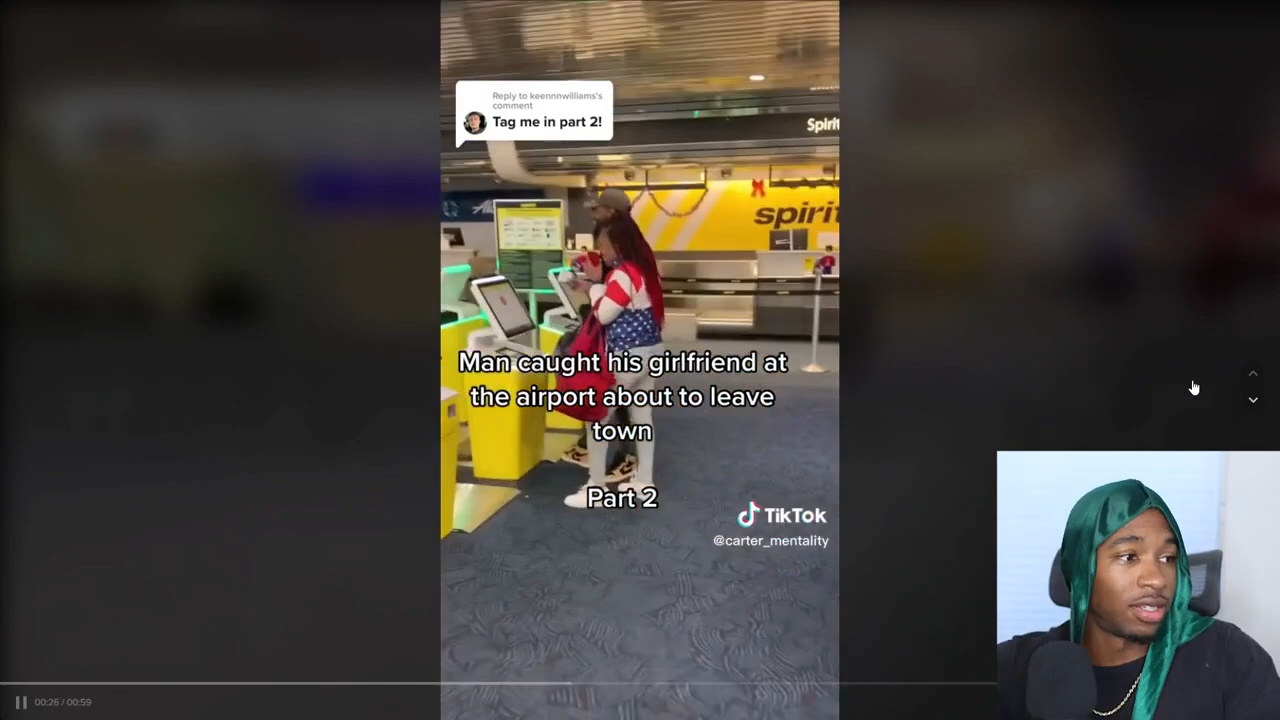 Reply to keennnwilliams's
comment
Tag me in part 2!
Spirit
spirit
Man caught his girlfriend at
the airport about to leave
town
Part 2
TikTok
@carter_mentality
00:26 / 00:59